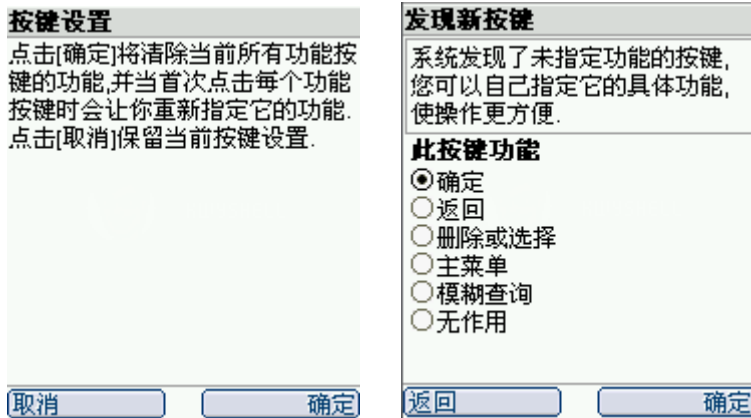 按键设置
点击[确定]将清除当前所有功能按
键的功能,并当首次点击每个功能
按键时会让你重新指定它的功能.
点击[取消]保留当前按键设置.
取消
确定
发现新按键
系统发现了未指定功能的按键,
您可以自己指定它的具体功能,
使操作更方便.
此按键功能
确定
返回
删除或选择
主菜单
模糊查询
无作用
返回
确定